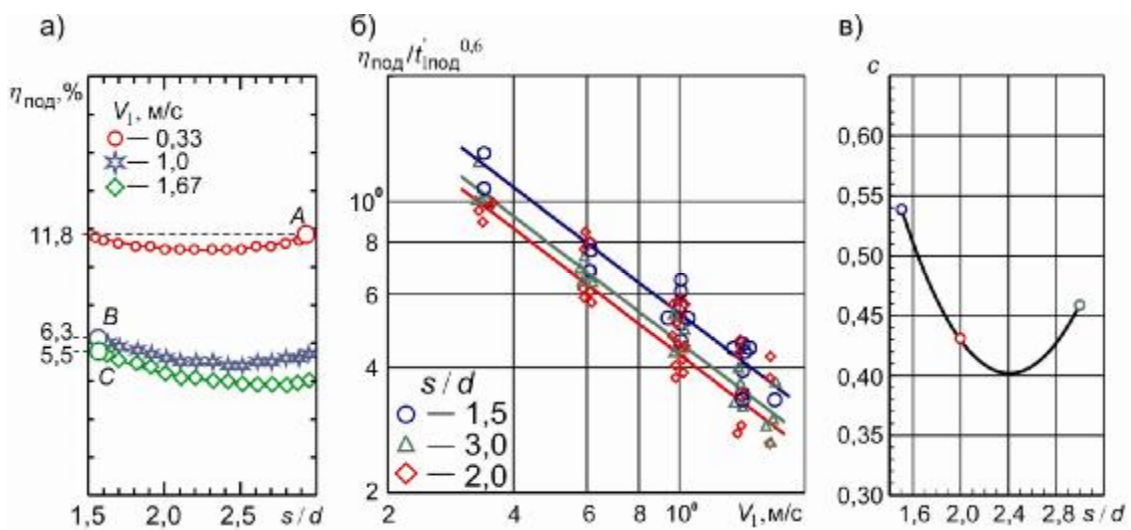 а)
η под, %
V1, м/с
— 0,33
— 1,0
— 1,67
A
11,8
B
6,3
5,5
C
1,5 2,0 2,5 s/d
б)
ηпод/t'1под0,6
10⁰
8
6
4
2
s/d
— 1,5
— 3,0
— 2,0
2 4 6 8 10⁰ V1, м/с
в)
c
0,60
0,55
0,50
0,45
0,40
0,35
0,30
1,6 2,0 2,4 2,8 s/d